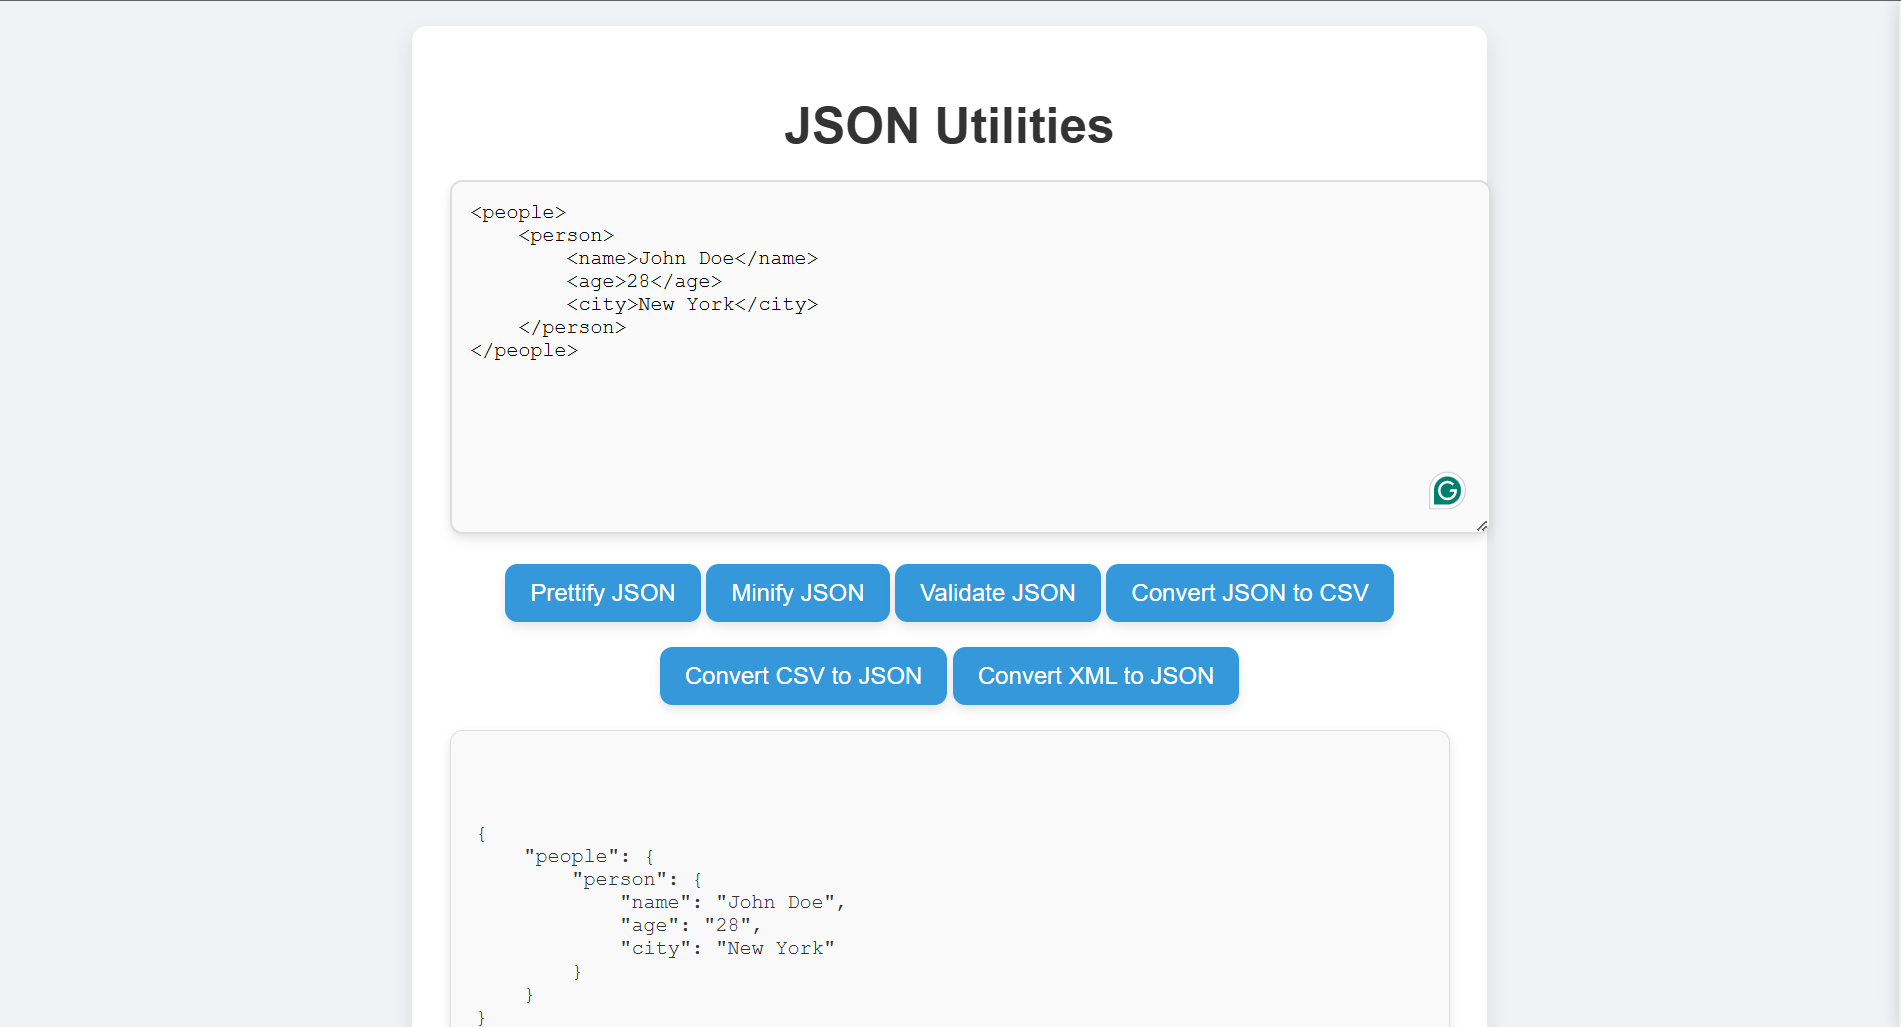 JSON Utilities
<people>
    <person>
        <name>John Doe</name>
        <age>28</age>
        <city>New York</city>
    </person>
</people>
Prettify JSON Minify JSON Validate JSON Convert JSON to CSV
Convert CSV to JSON Convert XML to JSON
{
    "people": {
        "person": {
            "name": "John Doe",
            "age": "28",
            "city": "New York"
        }
    }
}